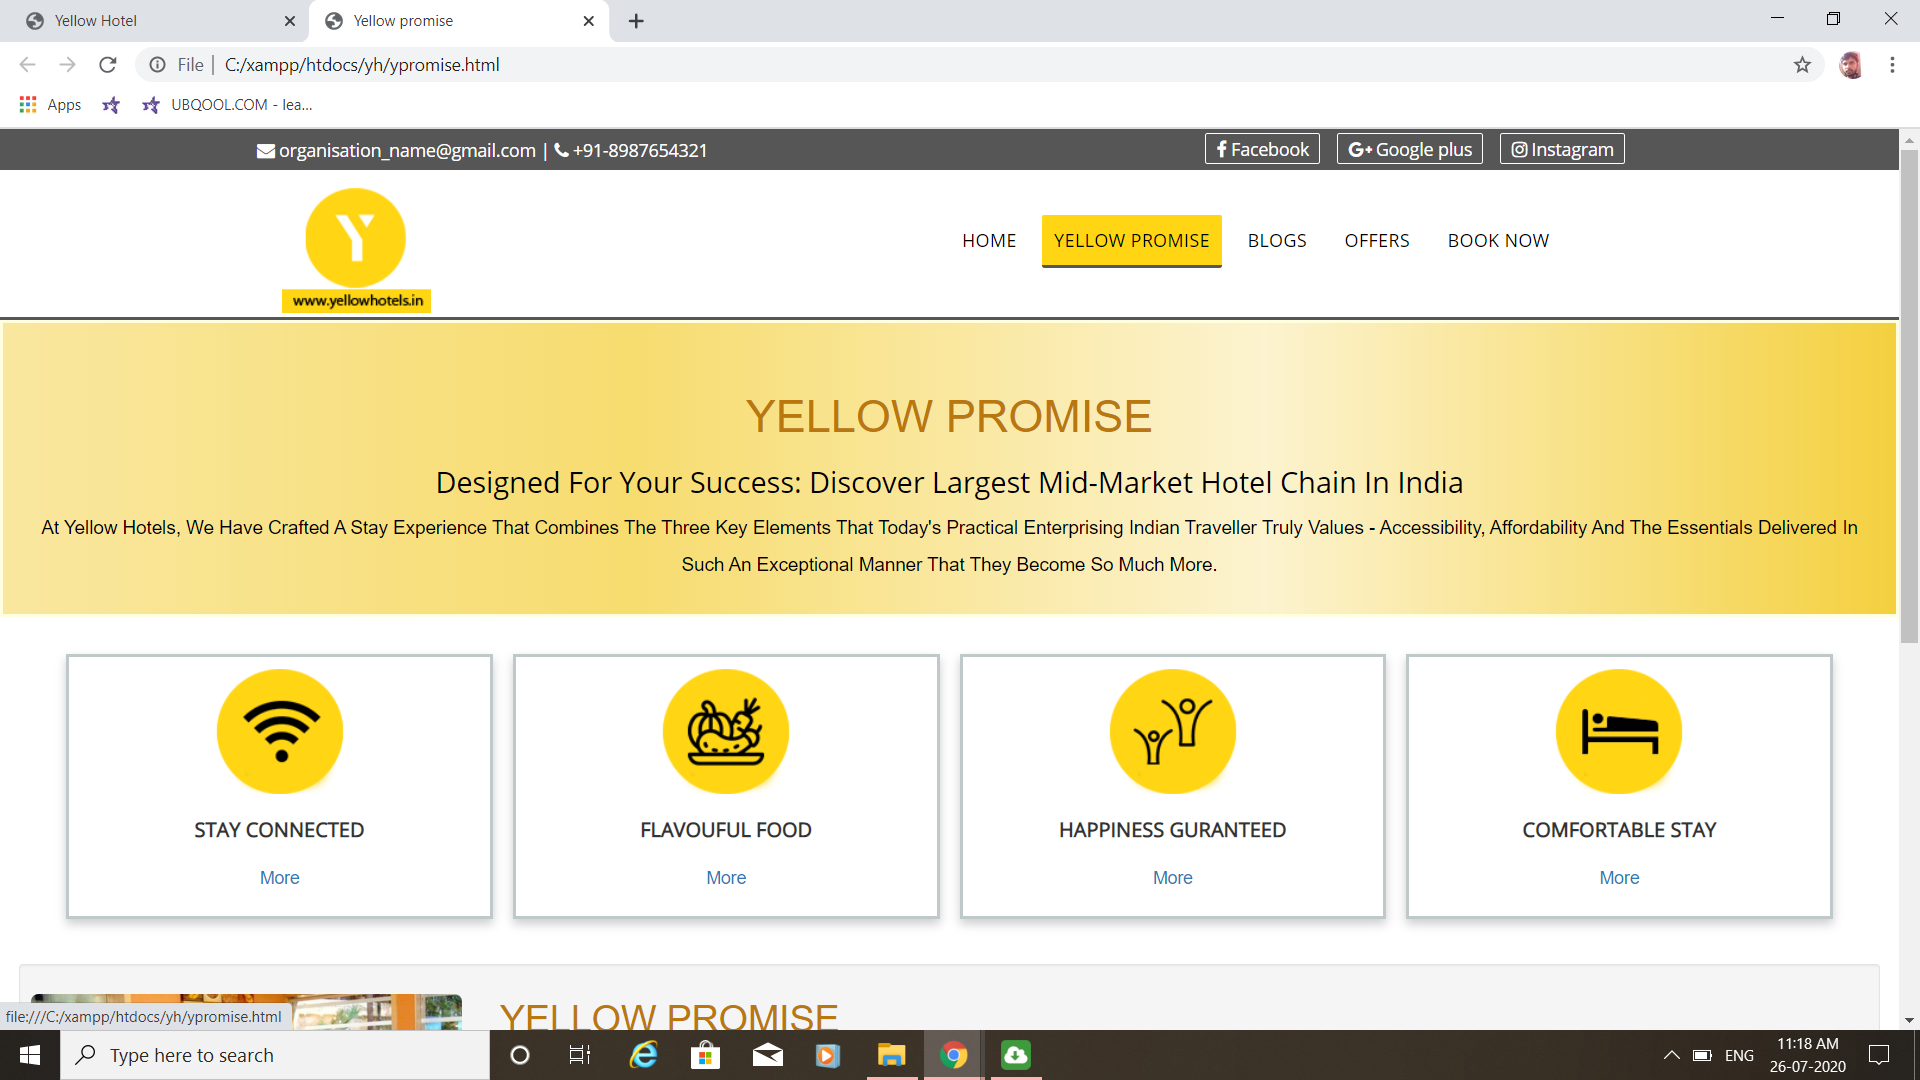 Yellow Hotel
Yellow promise
File | C:/xampp/htdocs/yh/ypromise.html
Apps
UBQOOL.COM - lea...
organisation_name@gmail.com | +91-8987654321
Facebook
G+ Google plus
Instagram
Y
www.yellowhotels.in
HOME
YELLOW PROMISE
BLOGS
OFFERS
BOOK NOW
YELLOW PROMISE
Designed For Your Success: Discover Largest Mid-Market Hotel Chain In India
At Yellow Hotels, We Have Crafted A Stay Experience That Combines The Three Key Elements That Today's Practical Enterprising Indian Traveller Truly Values - Accessibility, Affordability And The Essentials Delivered In
Such An Exceptional Manner That They Become So Much More.
STAY CONNECTED
More
FLAVOUFUL FOOD
More
HAPPINESS GURANTEED
More
COMFORTABLE STAY
More
YELLOW PROMISE
file:///C:/xampp/htdocs/yh/ypromise.html
Type here to search
ENG
11:18 AM
26-07-2020